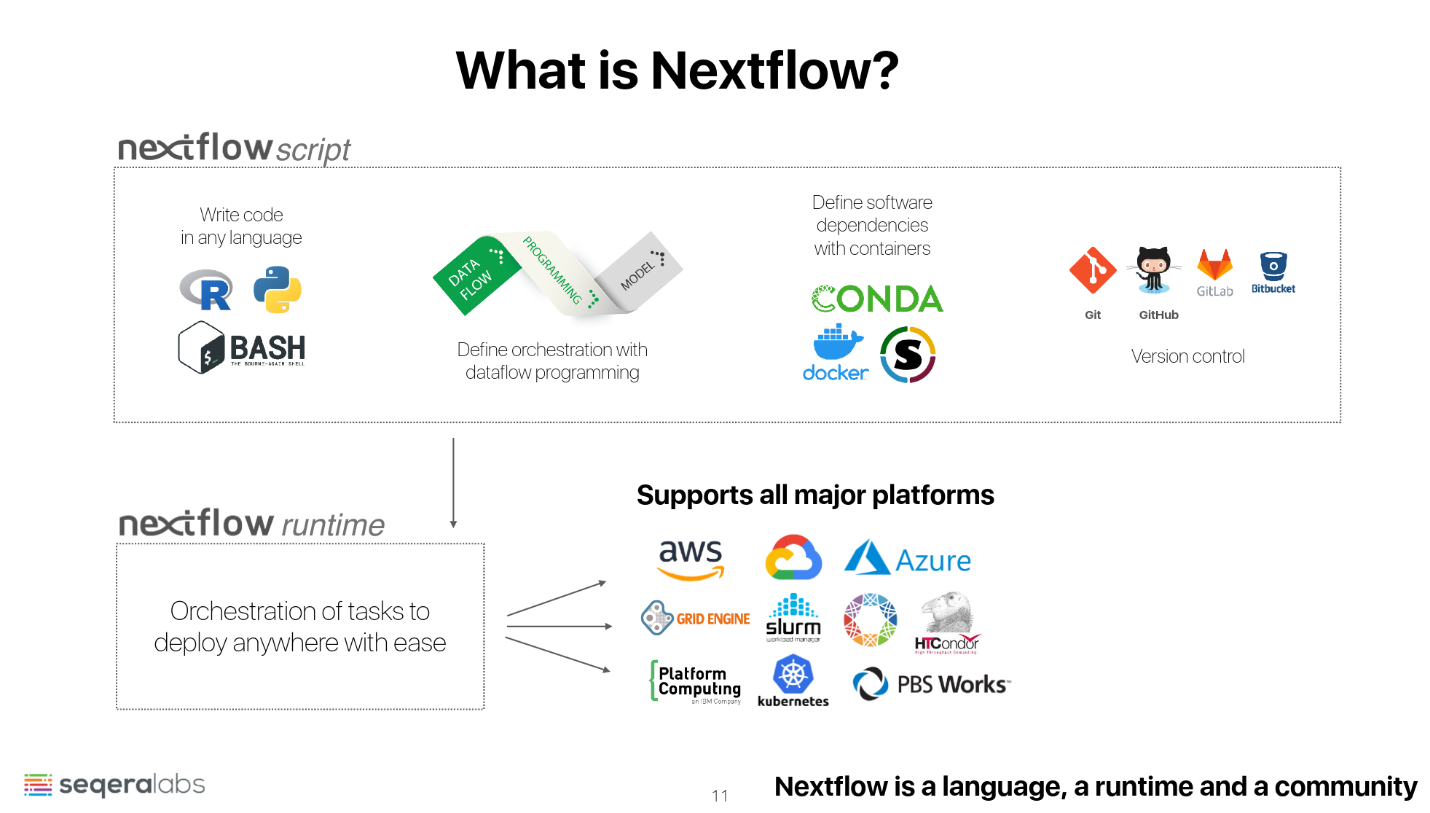 What is Nextflow?
nextflow script
Write code
in any language
R
$_
BASH
THE BOURNE-AGAIN SHELL
DATA
FLOW
PROGRAMMING
MODEL
Define orchestration with
dataflow programming
Define software
dependencies
with containers
CONDA
docker
S
Git
GitHub
GitLab
Bitbucket
Version control
nextflow runtime
Orchestration of tasks to
deploy anywhere with ease
Supports all major platforms
aws
Azure
GRID ENGINE
slurm
workload manager
HTCondor
High Throughput Computing
Platform
Computing
an IBM Company
kubernetes
PBS Works™
seqeralabs
11
Nextflow is a language, a runtime and a community